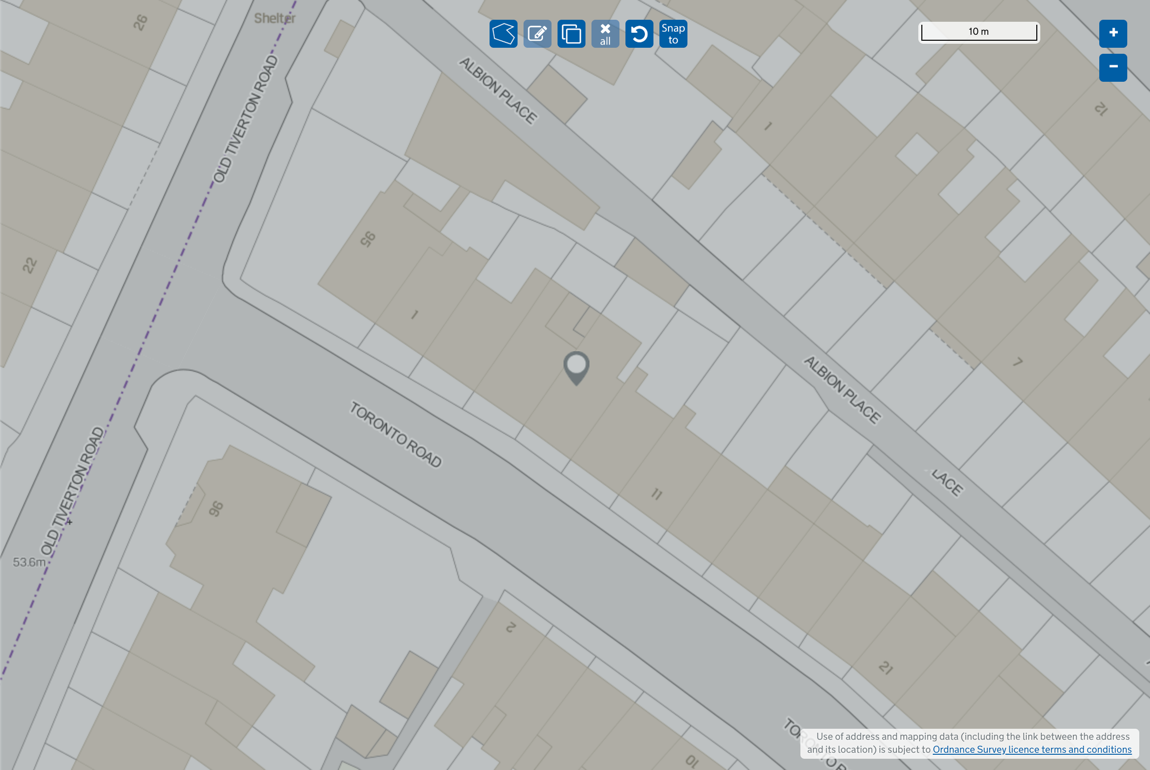 26
Shelter
×
all
Snap
to
10 m
+
−
OLD TIVERTON ROAD
ALBION PLACE
1
12
95
22
1
7
ALBION PLACE
TORONTO ROAD
OLD TIVERTON ROAD
96
11
LACE
53.6m
2
21
10
Use of address and mapping data (including the link between the address
and its location) is subject to Ordnance Survey licence terms and conditions